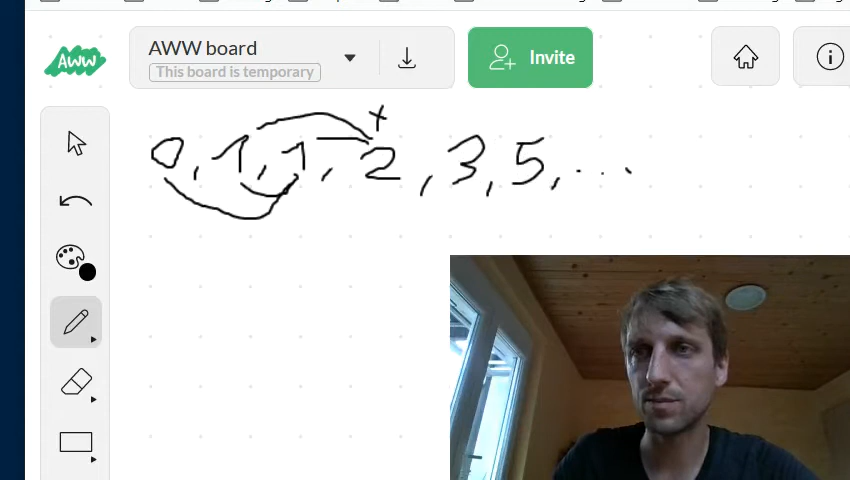 AWW
AWW board
This board is temporary
Invite
+
0, 1, 1, 2, 3, 5, ...